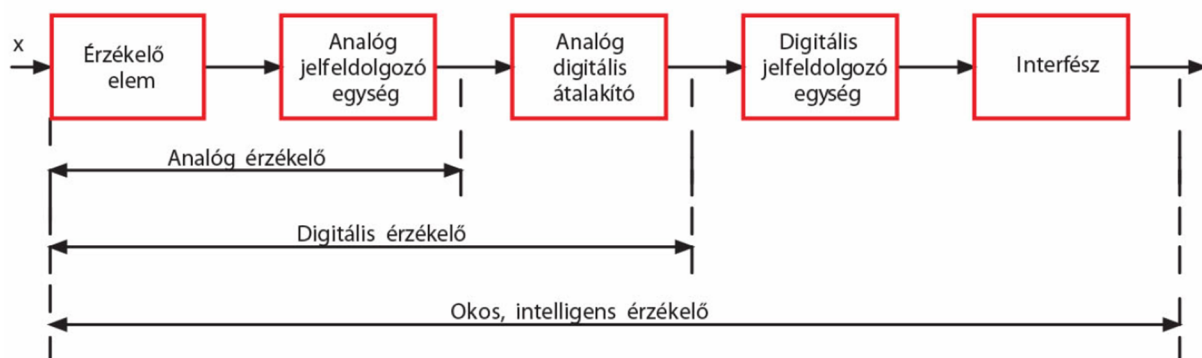 x
Érzékelő
elem
Analóg
jelfeldolgozó
egység
Analóg
digitális
átalakító
Digitális
jelfeldolgozó
egység
Interfész
Analóg érzékelő
Digitális érzékelő
Okos, intelligens érzékelő